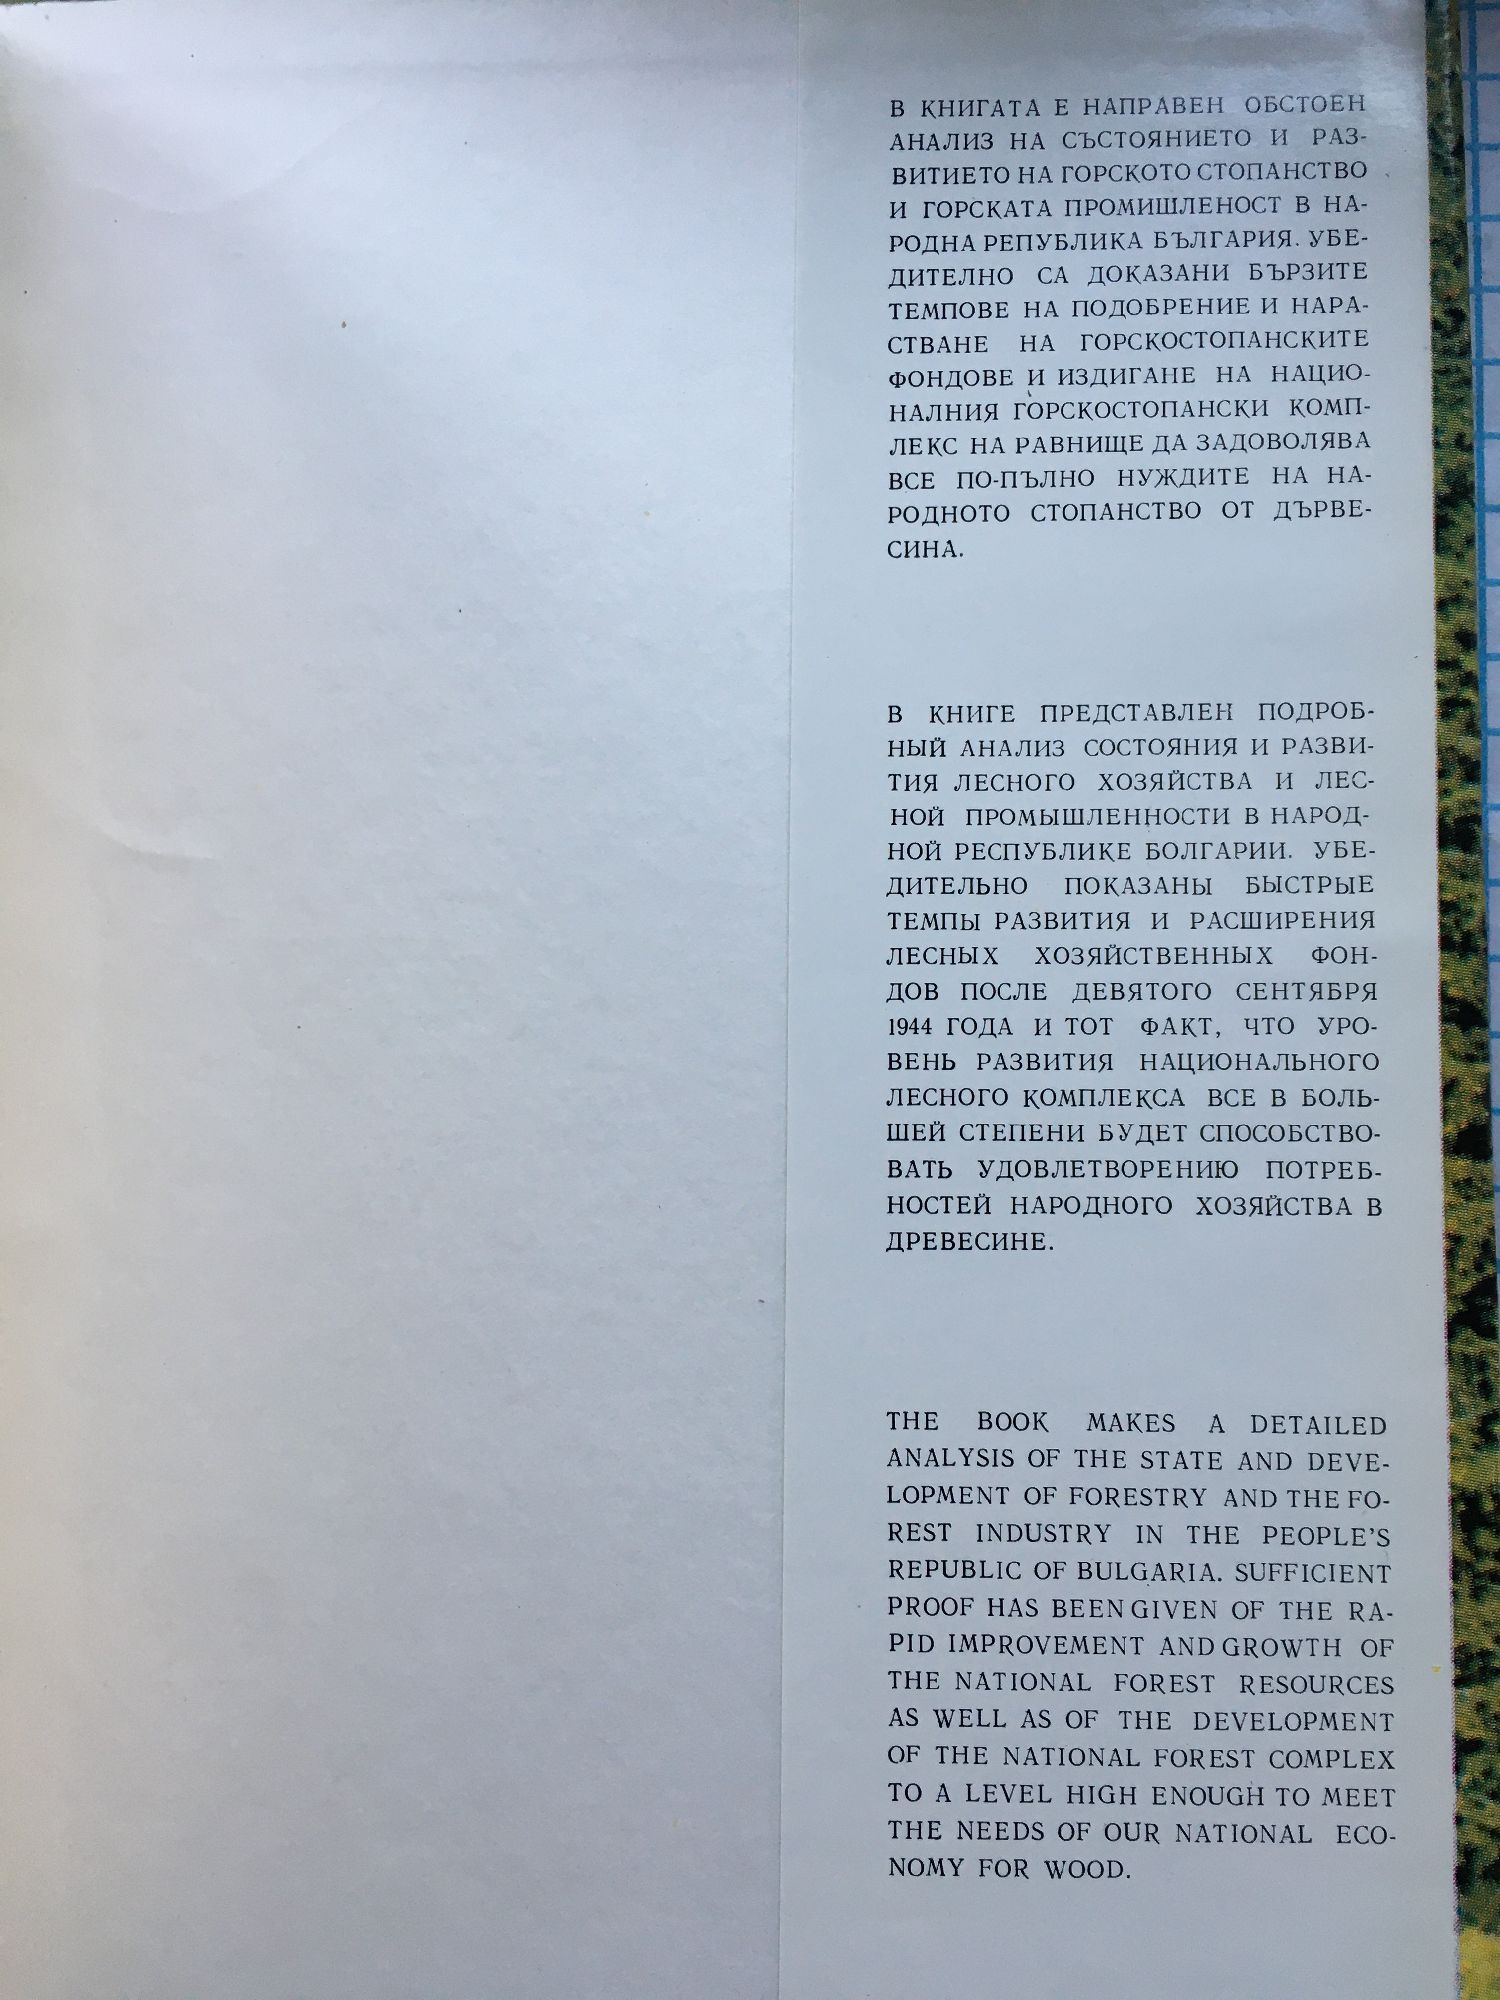 В КНИГАТА Е НАПРАВЕН ОБСТОЕН
АНАЛИЗ НА СЪСТОЯНИЕТО И РАЗ-
ВИТИЕТО НА ГОРСКОТО СТОПАНСТВО
И ГОРСКАТА ПРОМИШЛЕНОСТ В НА-
РОДНА РЕПУБЛИКА БЪЛГАРИЯ. УБЕ-
ДИТЕЛНО СА ДОКАЗАНИ БЪРЗИТЕ
ТЕМПОВЕ НА ПОДОБРЕНИЕ И НАРА-
СТВАНЕ НА ГОРСКОСТОПАНСКИТЕ
ФОНДОВЕ И ИЗДИГАНЕ НА НАЦИО-
НАЛНИЯ ГОРСКОСТОПАНСКИ КОМП-
ЛЕКС НА РАВНИЩЕ ДА ЗАДОВОЛЯВА
ВСЕ ПО-ПЪЛНО НУЖДИТЕ НА НА-
РОДНОТО СТОПАНСТВО ОТ ДЪРВЕ-
СИНА.
В КНИГЕ ПРЕДСТАВЛЕН ПОДРОБ-
НЫЙ АНАЛИЗ СОСТОЯНИЯ И РАЗВИ-
ТИЯ ЛЕСНОГО ХОЗЯЙСТВА И ЛЕС-
НОЙ ПРОМЫШЛЕННОСТИ В НАРОД-
НОЙ РЕСПУБЛИКЕ БОЛГАРИИ. УБЕ-
ДИТЕЛЬНО ПОКАЗАНЫ БЫСТРЫЕ
ТЕМПЫ РАЗВИТИЯ И РАСШИРЕНИЯ
ЛЕСНЫХ ХОЗЯЙСТВЕННЫХ ФОН-
ДОВ ПОСЛЕ ДЕВЯТОГО СЕНТЯБРЯ
1944 ГОДА И ТОТ ФАКТ, ЧТО УРО-
ВЕНЬ РАЗВИТИЯ НАЦИОНАЛЬНОГО
ЛЕСНОГО КОМПЛЕКСА ВСЕ В БОЛЬ-
ШЕЙ СТЕПЕНИ БУДЕТ СПОСОБСТВО-
ВАТЬ УДОВЛЕТВОРЕНИЮ ПОТРЕБ-
НОСТЕЙ НАРОДНОГО ХОЗЯЙСТВА В
ДРЕВЕСИНЕ.
THE BOOK MAKES A DETAILED
ANALYSIS OF THE STATE AND DEVE-
LOPMENT OF FORESTRY AND THE FO-
REST INDUSTRY IN THE PEOPLE'S
REPUBLIC OF BULGARIA. SUFFICIENT
PROOF HAS BEEN GIVEN OF THE RA-
PID IMPROVEMENT AND GROWTH OF
THE NATIONAL FOREST RESOURCES
AS WELL AS OF THE DEVELOPMENT
OF THE NATIONAL FOREST COMPLEX
TO A LEVEL HIGH ENOUGH TO MEET
THE NEEDS OF OUR NATIONAL ECO-
NOMY FOR WOOD.